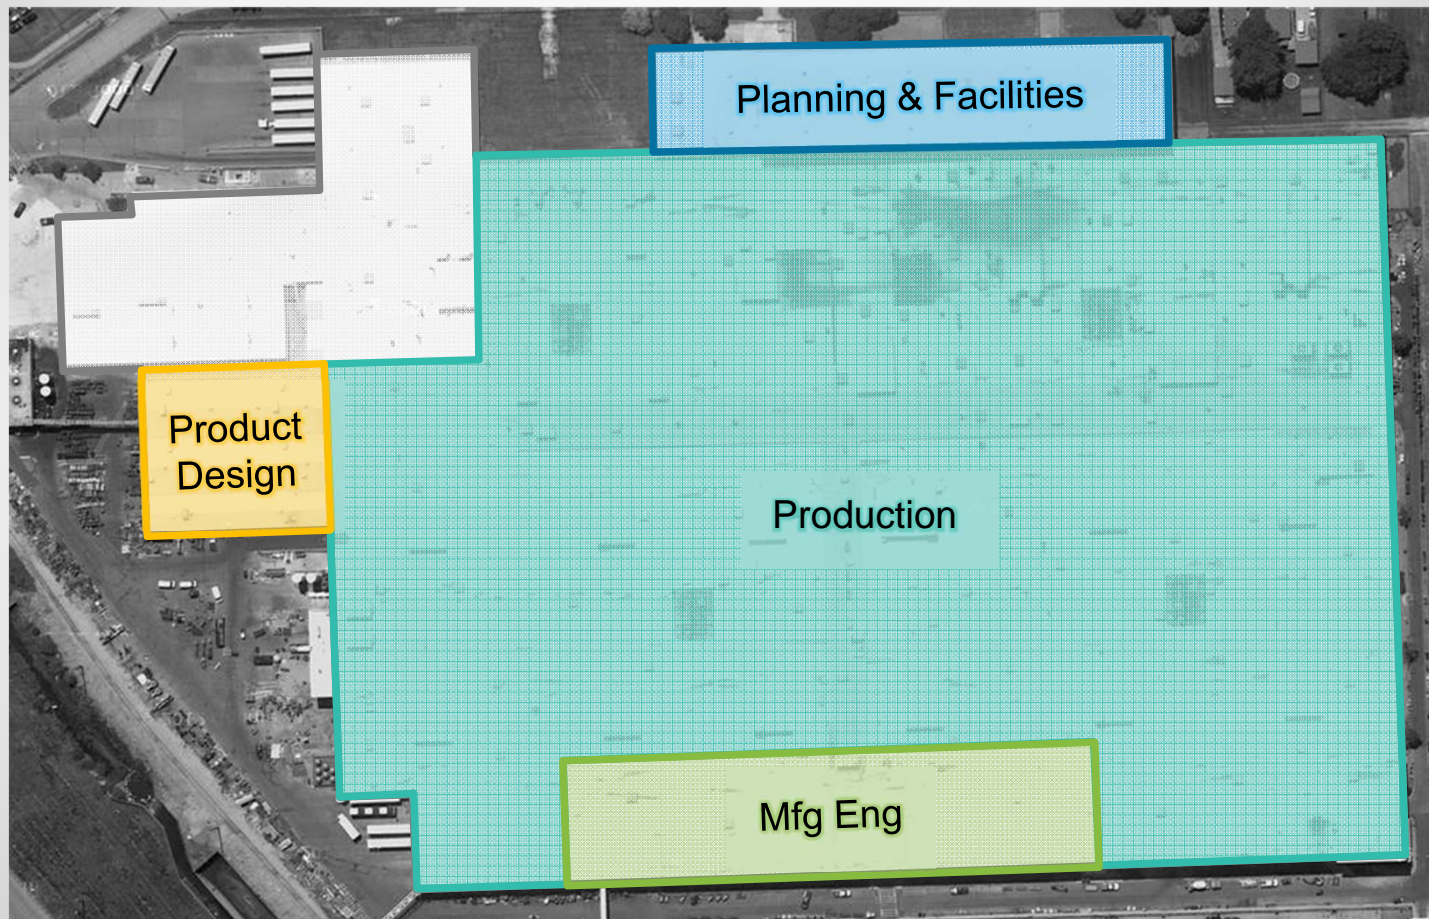 Planning & Facilities
Product
Design
Production
Mfg Eng